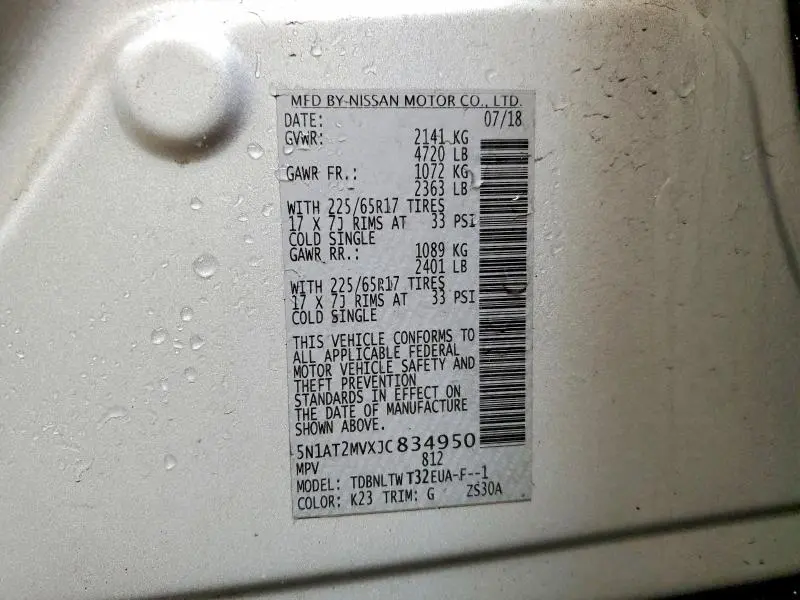 MFD BY NISSAN MOTOR CO., LTD.
DATE: 07/18
GVWR: 2141 KG
4720 LB
GAWR FR.: 1072 KG
2363 LB
WITH 225/65R17 TIRES
17 X 7J RIMS AT 33 PSI
COLD SINGLE
GAWR RR.: 1089 KG
2401 LB
WITH 225/65R17 TIRES
17 X 7J RIMS AT 33 PSI
COLD SINGLE
THIS VEHICLE CONFORMS TO
ALL APPLICABLE FEDERAL
MOTOR VEHICLE SAFETY AND
THEFT PREVENTION
STANDARDS IN EFFECT ON
THE DATE OF MANUFACTURE
SHOWN ABOVE.
5N1AT2MVXJC834950
MPV 812
MODEL: TDBNLTWT32EUA-F--1
COLOR: K23 TRIM: G ZS30A